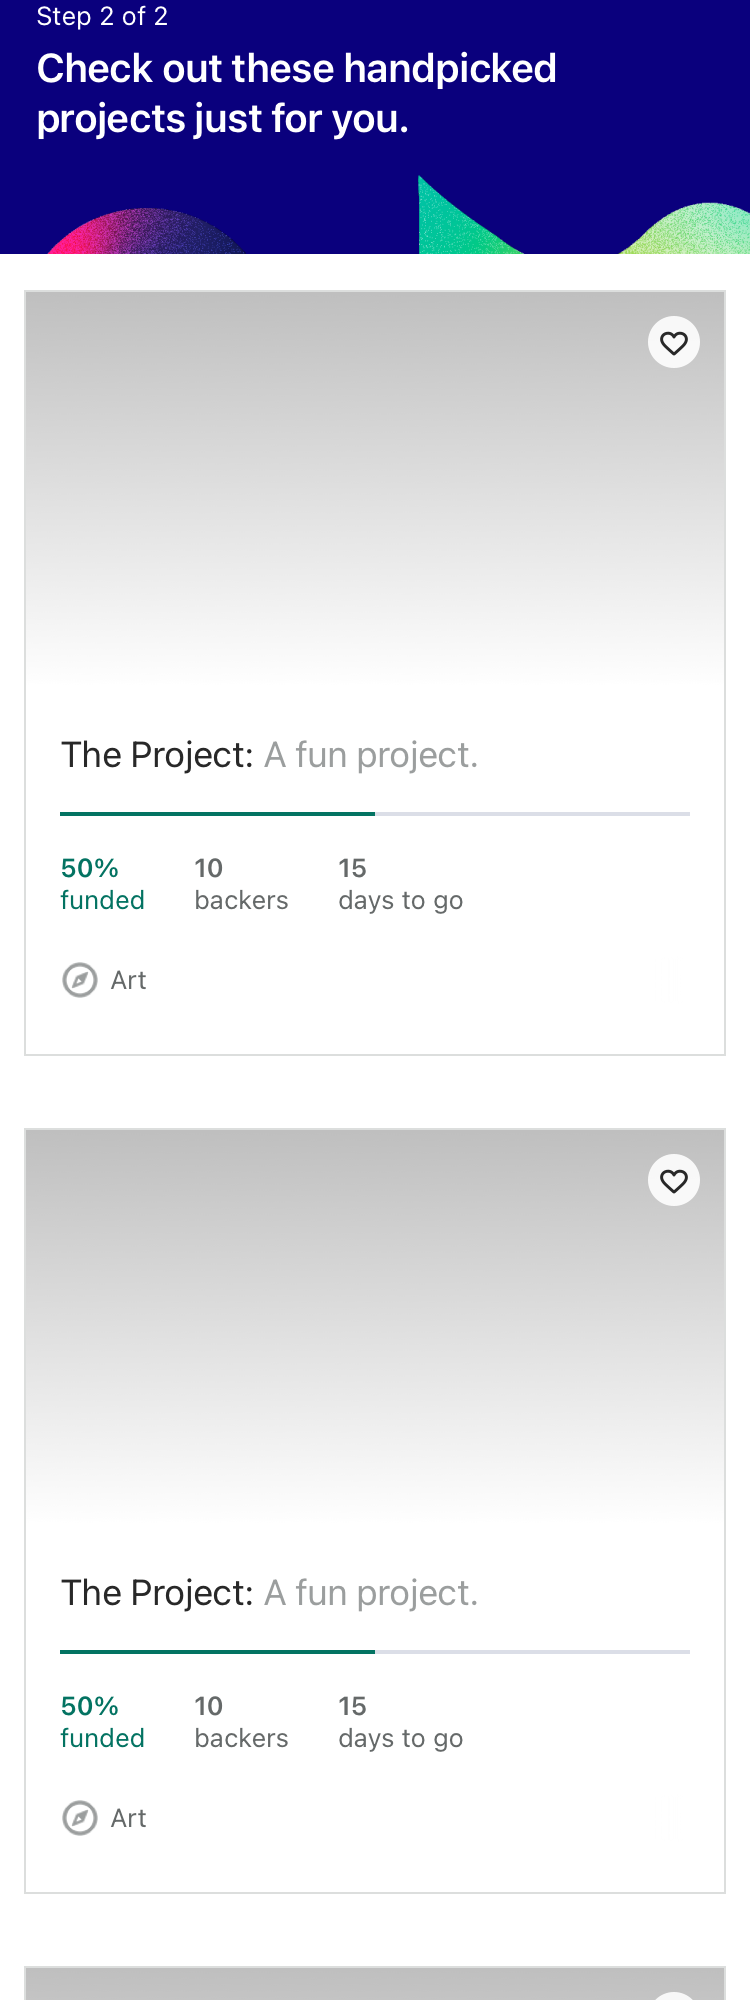 Step 2 of 2
Check out these handpicked
projects just for you.
The Project: A fun project.
50% 10 15
funded backers days to go
Art
The Project: A fun project.
50% 10 15
funded backers days to go
Art